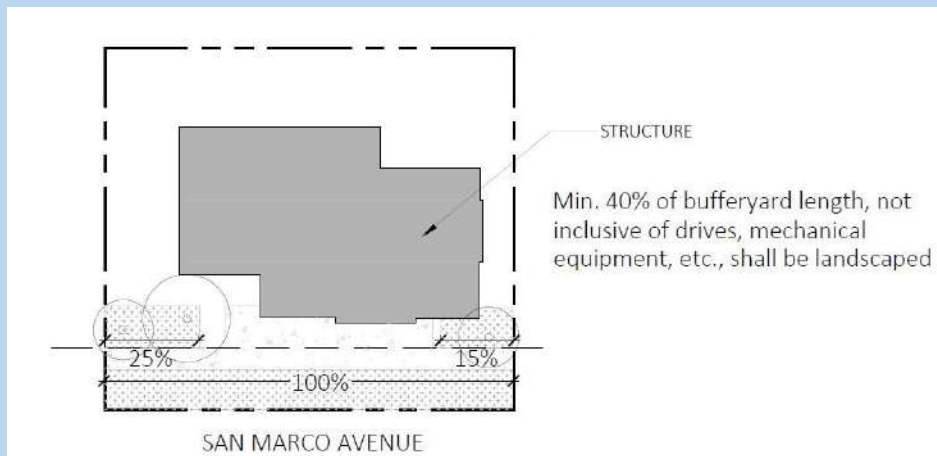 STRUCTURE
Min. 40% of bufferyard length, not
inclusive of drives, mechanical
equipment, etc., shall be landscaped
25%
15%
100%
SAN MARCO AVENUE